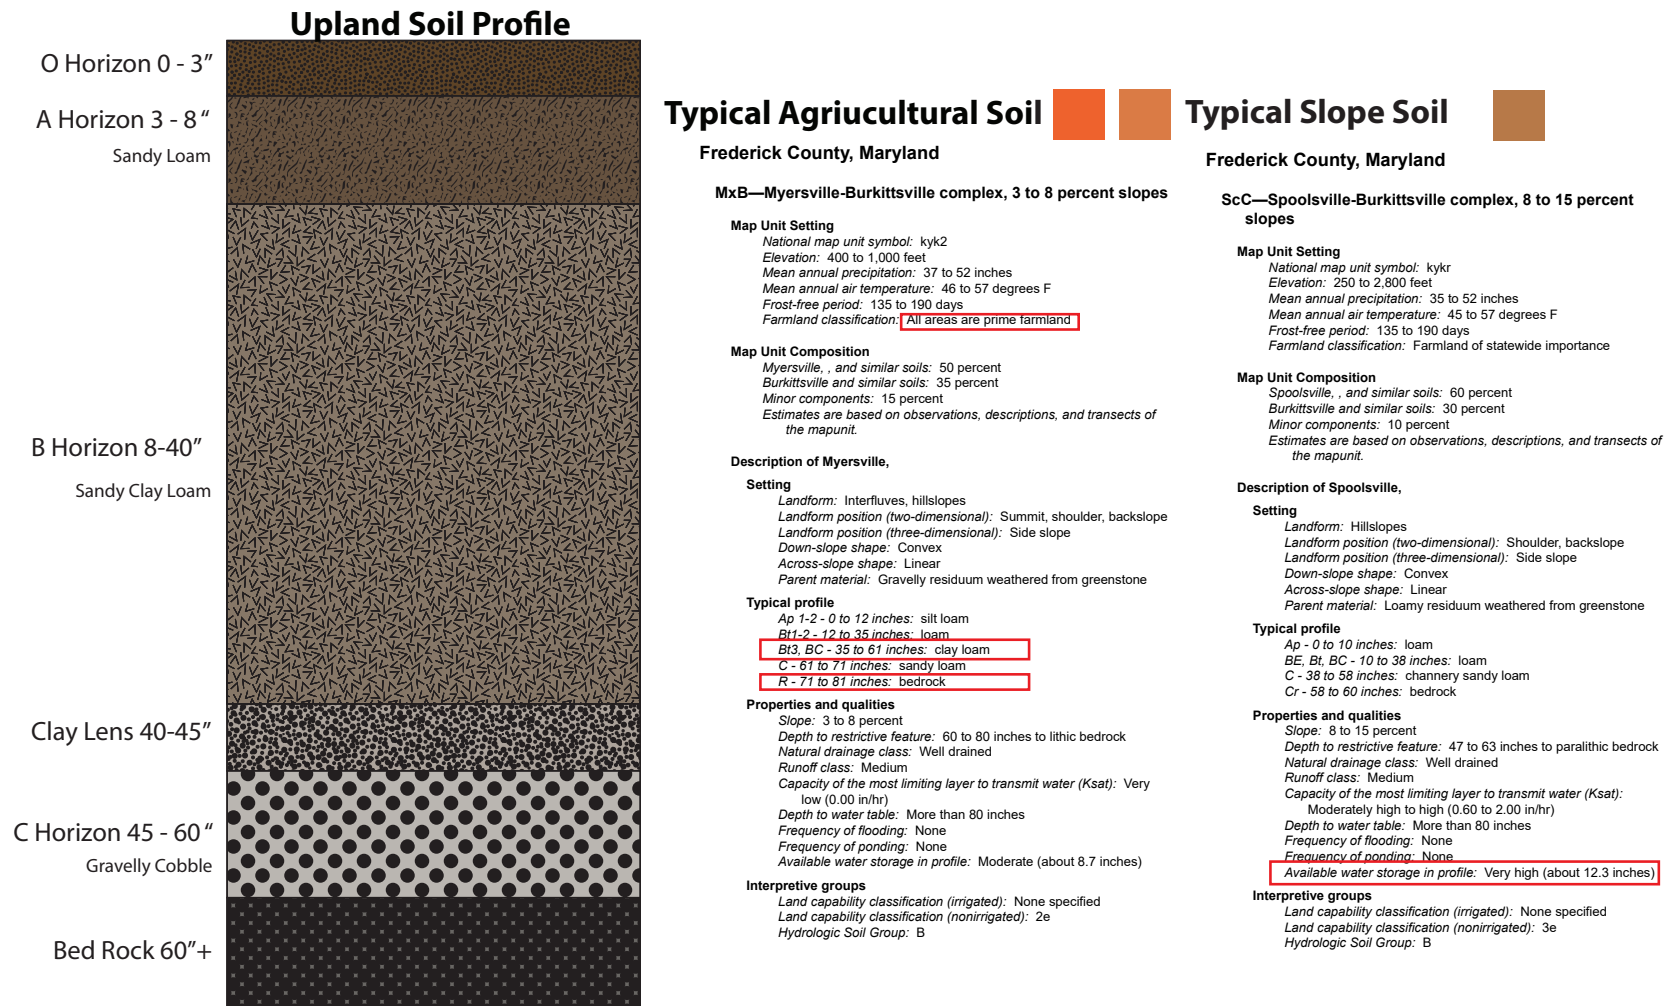 Upland Soil Profile
O Horizon 0 - 3”
A Horizon 3 - 8 “
Sandy Loam
B Horizon 8-40”
Sandy Clay Loam
Clay Lens 40-45”
C Horizon 45 - 60 “
Gravelly Cobble
Bed Rock 60”+
Typical Agriucultural Soil
Frederick County, Maryland
MxB—Myersville-Burkittsville complex, 3 to 8 percent slopes
Map Unit Setting
National map unit symbol: kyk2
Elevation: 400 to 1,000 feet
Mean annual precipitation: 37 to 52 inches
Mean annual air temperature: 46 to 57 degrees F
Frost-free period: 135 to 190 days
Farmland classification: All areas are prime farmland
Map Unit Composition
Myersville, , and similar soils: 50 percent
Burkittsville and similar soils: 35 percent
Minor components: 15 percent
Estimates are based on observations, descriptions, and transects of
the mapunit.
Description of Myersville,
Setting
Landform: Interfluves, hillslopes
Landform position (two-dimensional): Summit, shoulder, backslope
Landform position (three-dimensional): Side slope
Down-slope shape: Convex
Across-slope shape: Linear
Parent material: Gravelly residuum weathered from greenstone
Typical profile
Ap 1-2 - 0 to 12 inches: silt loam
Bt1-2 - 12 to 35 inches: loam
Bt3, BC - 35 to 61 inches: clay loam
C - 61 to 71 inches: sandy loam
R - 71 to 81 inches: bedrock
Properties and qualities
Slope: 3 to 8 percent
Depth to restrictive feature: 60 to 80 inches to lithic bedrock
Natural drainage class: Well drained
Runoff class: Medium
Capacity of the most limiting layer to transmit water (Ksat): Very
low (0.00 in/hr)
Depth to water table: More than 80 inches
Frequency of flooding: None
Frequency of ponding: None
Available water storage in profile: Moderate (about 8.7 inches)
Interpretive groups
Land capability classification (irrigated): None specified
Land capability classification (nonirrigated): 2e
Hydrologic Soil Group: B
Typical Slope Soil
Frederick County, Maryland
ScC—Spoolsville-Burkittsville complex, 8 to 15 percent
slopes
Map Unit Setting
National map unit symbol: kykr
Elevation: 250 to 2,800 feet
Mean annual precipitation: 35 to 52 inches
Mean annual air temperature: 45 to 57 degrees F
Frost-free period: 135 to 190 days
Farmland classification: Farmland of statewide importance
Map Unit Composition
Spoolsville, , and similar soils: 60 percent
Burkittsville and similar soils: 30 percent
Minor components: 10 percent
Estimates are based on observations, descriptions, and transects of
the mapunit.
Description of Spoolsville,
Setting
Landform: Hillslopes
Landform position (two-dimensional): Shoulder, backslope
Landform position (three-dimensional): Side slope
Down-slope shape: Convex
Across-slope shape: Linear
Parent material: Loamy residuum weathered from greenstone
Typical profile
Ap - 0 to 10 inches: loam
BE, Bt, BC - 10 to 38 inches: loam
C - 38 to 58 inches: channery sandy loam
Cr - 58 to 60 inches: bedrock
Properties and qualities
Slope: 8 to 15 percent
Depth to restrictive feature: 47 to 63 inches to paralithic bedrock
Natural drainage class: Well drained
Runoff class: Medium
Capacity of the most limiting layer to transmit water (Ksat):
Moderately high to high (0.60 to 2.00 in/hr)
Depth to water table: More than 80 inches
Frequency of flooding: None
Frequency of ponding: None
Available water storage in profile: Very high (about 12.3 inches)
Interpretive groups
Land capability classification (irrigated): None specified
Land capability classification (nonirrigated): 3e
Hydrologic Soil Group: B